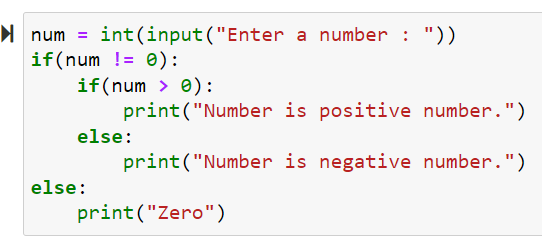 num = int(input("Enter a number : "))
if(num != 0):
    if(num > 0):
        print("Number is positive number.")
    else:
        print("Number is negative number.")
else:
    print("Zero")